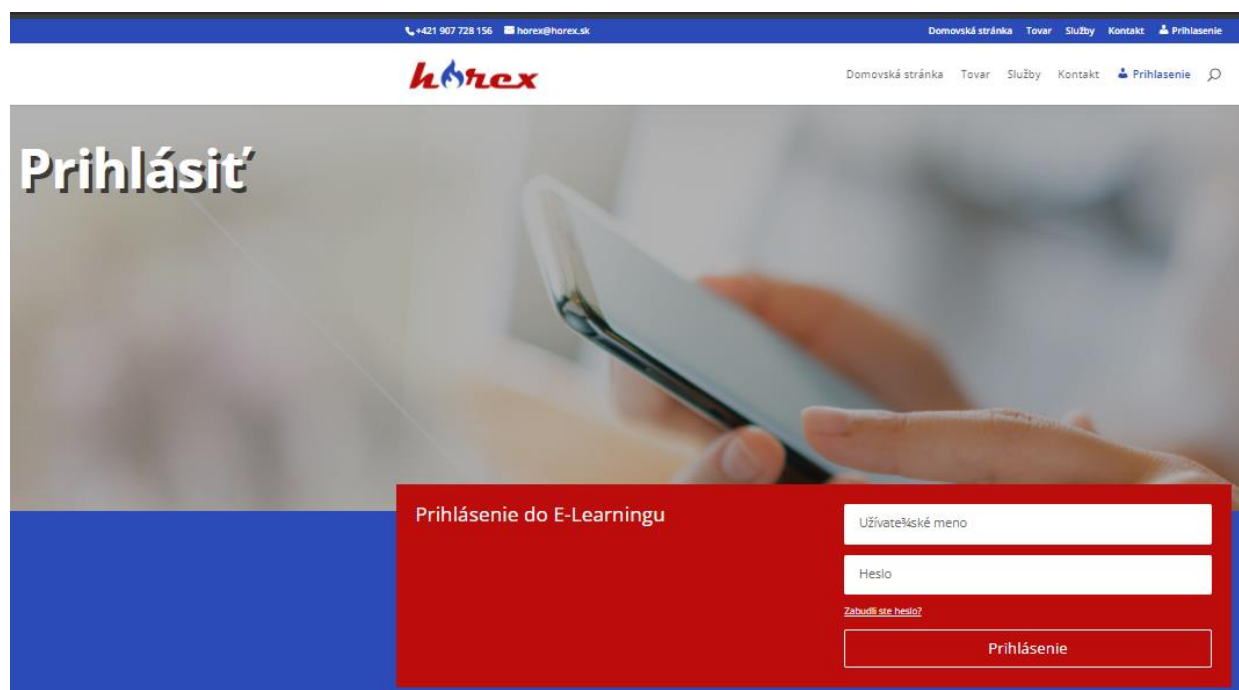 +421 907 728 156 horex@horex.sk Domovská stránka Tovar Služby Kontakt Prihlasenie
horex Domovská stránka Tovar Služby Kontakt Prihlasenie
Prihlásiť
Prihlásenie do E-Learningu
Užívate¾ské meno
Heslo
Zabudli ste heslo?
Prihlásenie